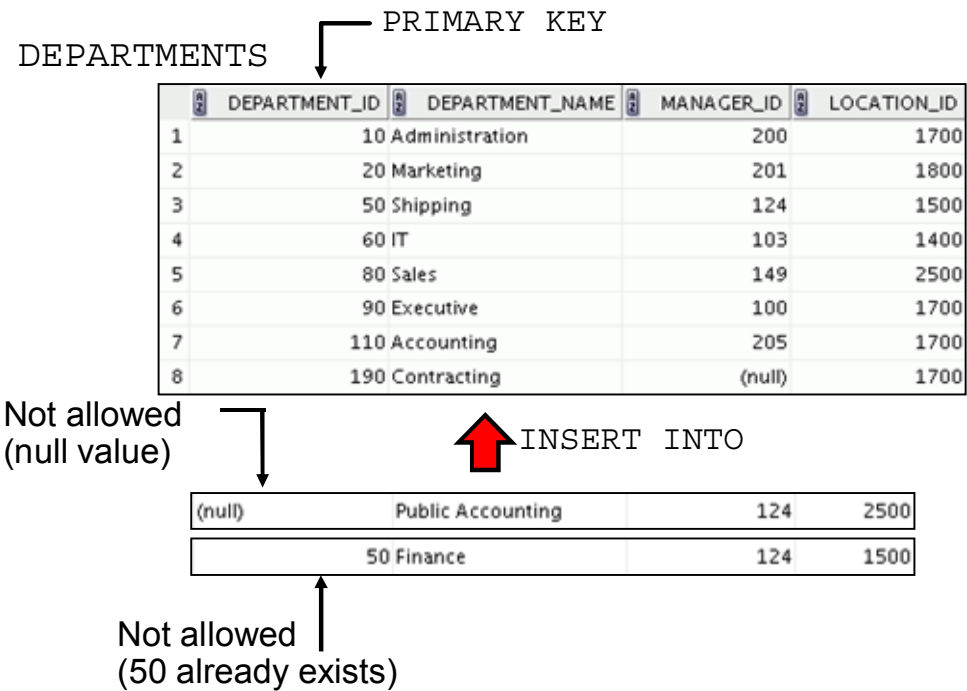 PRIMARY KEY
DEPARTMENTS
DEPARTMENT_ID DEPARTMENT_NAME MANAGER_ID LOCATION_ID
1 10 Administration 200 1700
2 20 Marketing 201 1800
3 50 Shipping 124 1500
4 60 IT 103 1400
5 80 Sales 149 2500
6 90 Executive 100 1700
7 110 Accounting 205 1700
8 190 Contracting (null) 1700
Not allowed
(null value)
INSERT INTO
(null) Public Accounting 124 2500
50 Finance 124 1500
Not allowed
(50 already exists)